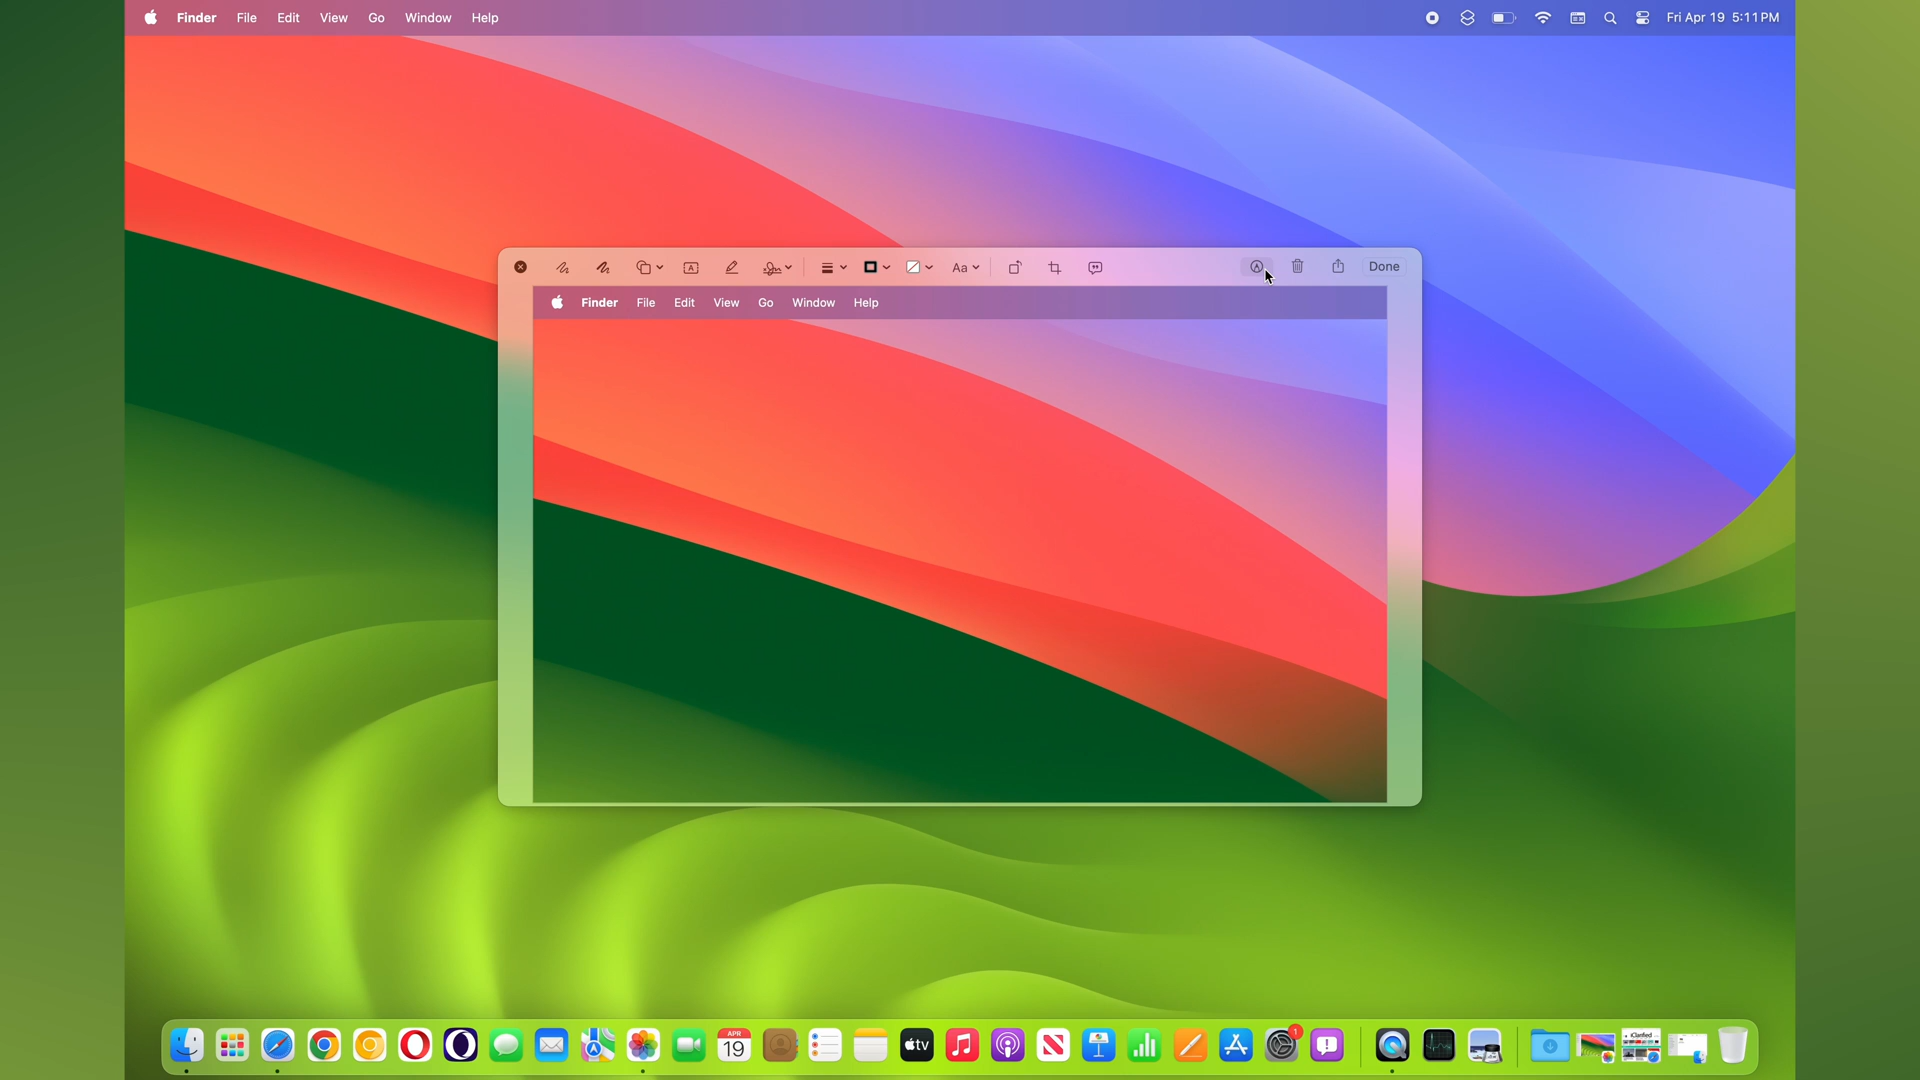 Finder File Edit View Go Window Help Fri Apr 19 5:11 PM
A Aa Done
Finder File Edit View Go Window Help
APR
19
tv
1